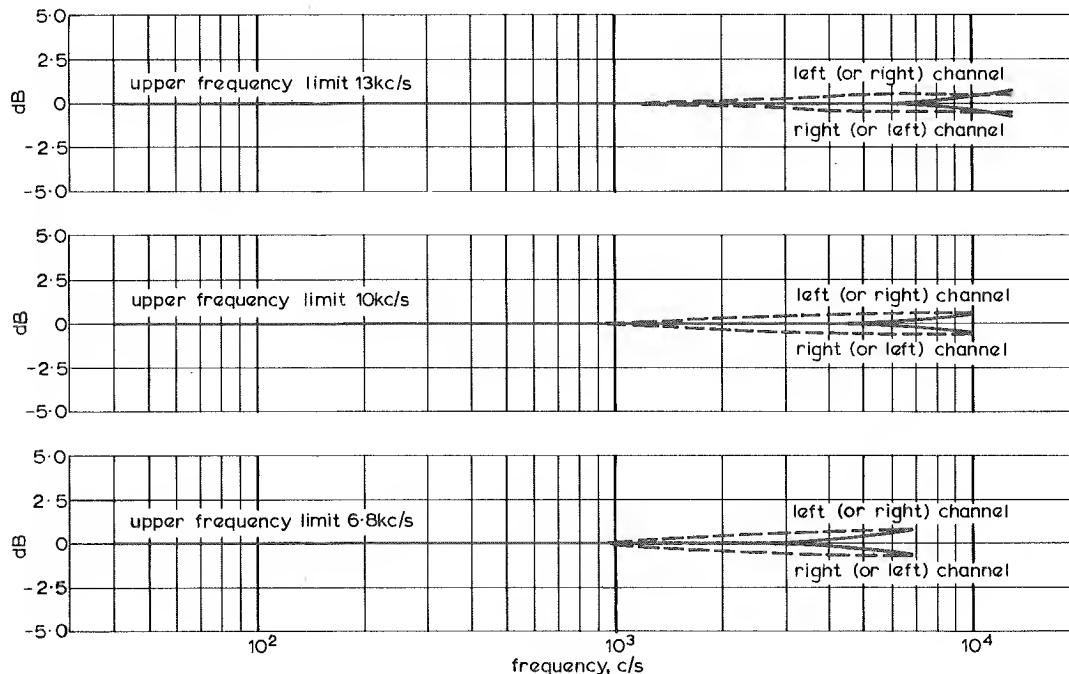 5·0
2·5
0
-2·5
-5·0
dB
upper frequency limit 13kc/s
left (or right) channel
right (or left) channel
5·0
2·5
0
-2·5
-5·0
dB
upper frequency limit 10kc/s
left (or right) channel
right (or left) channel
5·0
2·5
0
-2·5
-5·0
dB
upper frequency limit 6·8kc/s
left (or right) channel
right (or left) channel
10²
10³
10⁴
frequency, c/s